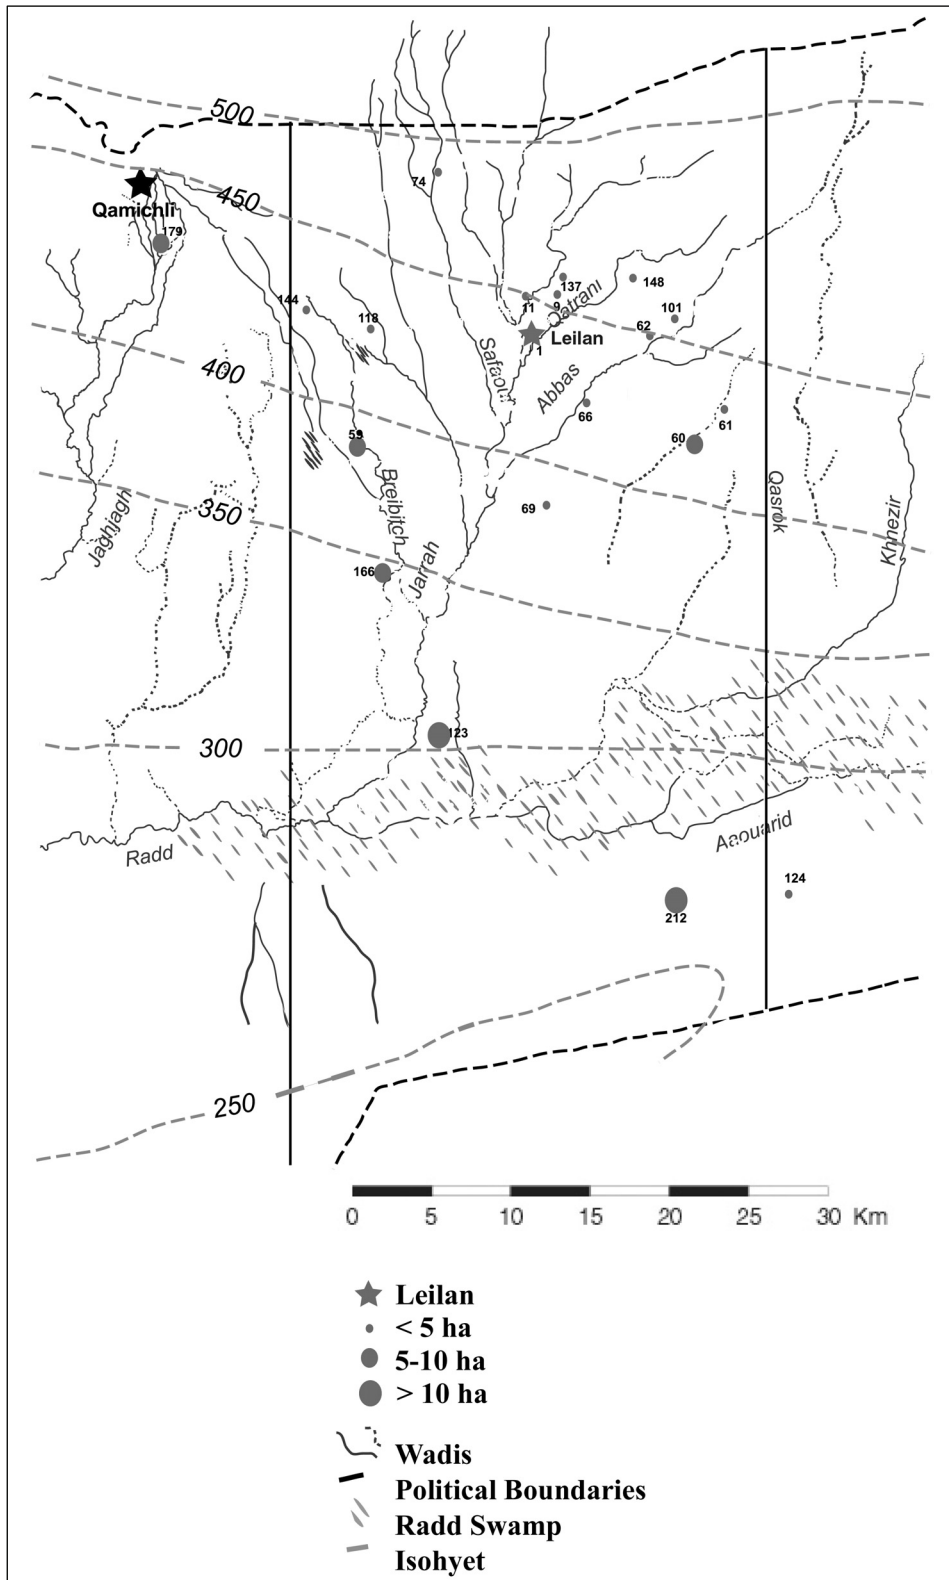 500
74
450
Qamichli
179
137
148
144
11
9
Qatrani
101
118
62
Leilan
1
Safaoui
400
Abbas
66
61
59
60
Breibitch
Qasrok
69
350
Jaghjagh
Khnezir
166
Jarrah
123
300
Aaouarid
Radd
124
212
250
0 5 10 15 20 25 30 Km
Leilan
< 5 ha
5-10 ha
> 10 ha
Wadis
Political Boundaries
Radd Swamp
Isohyet